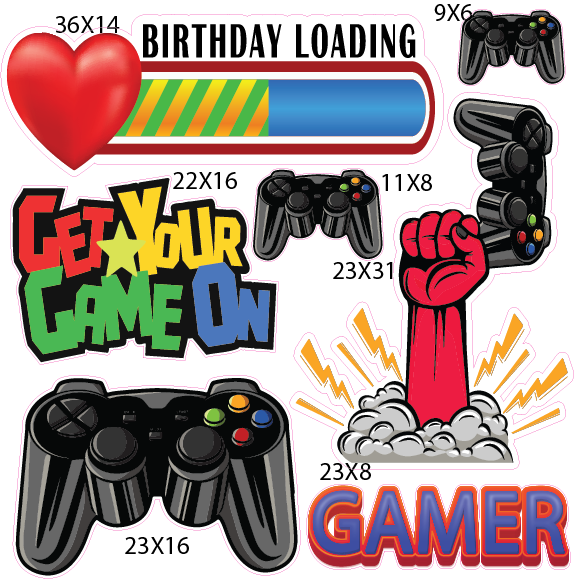 36X14
BIRTHDAY LOADING
9X6
22X16
11X8
GET YOUR
GAME ON
23X31
23X16
23X8
GAMER